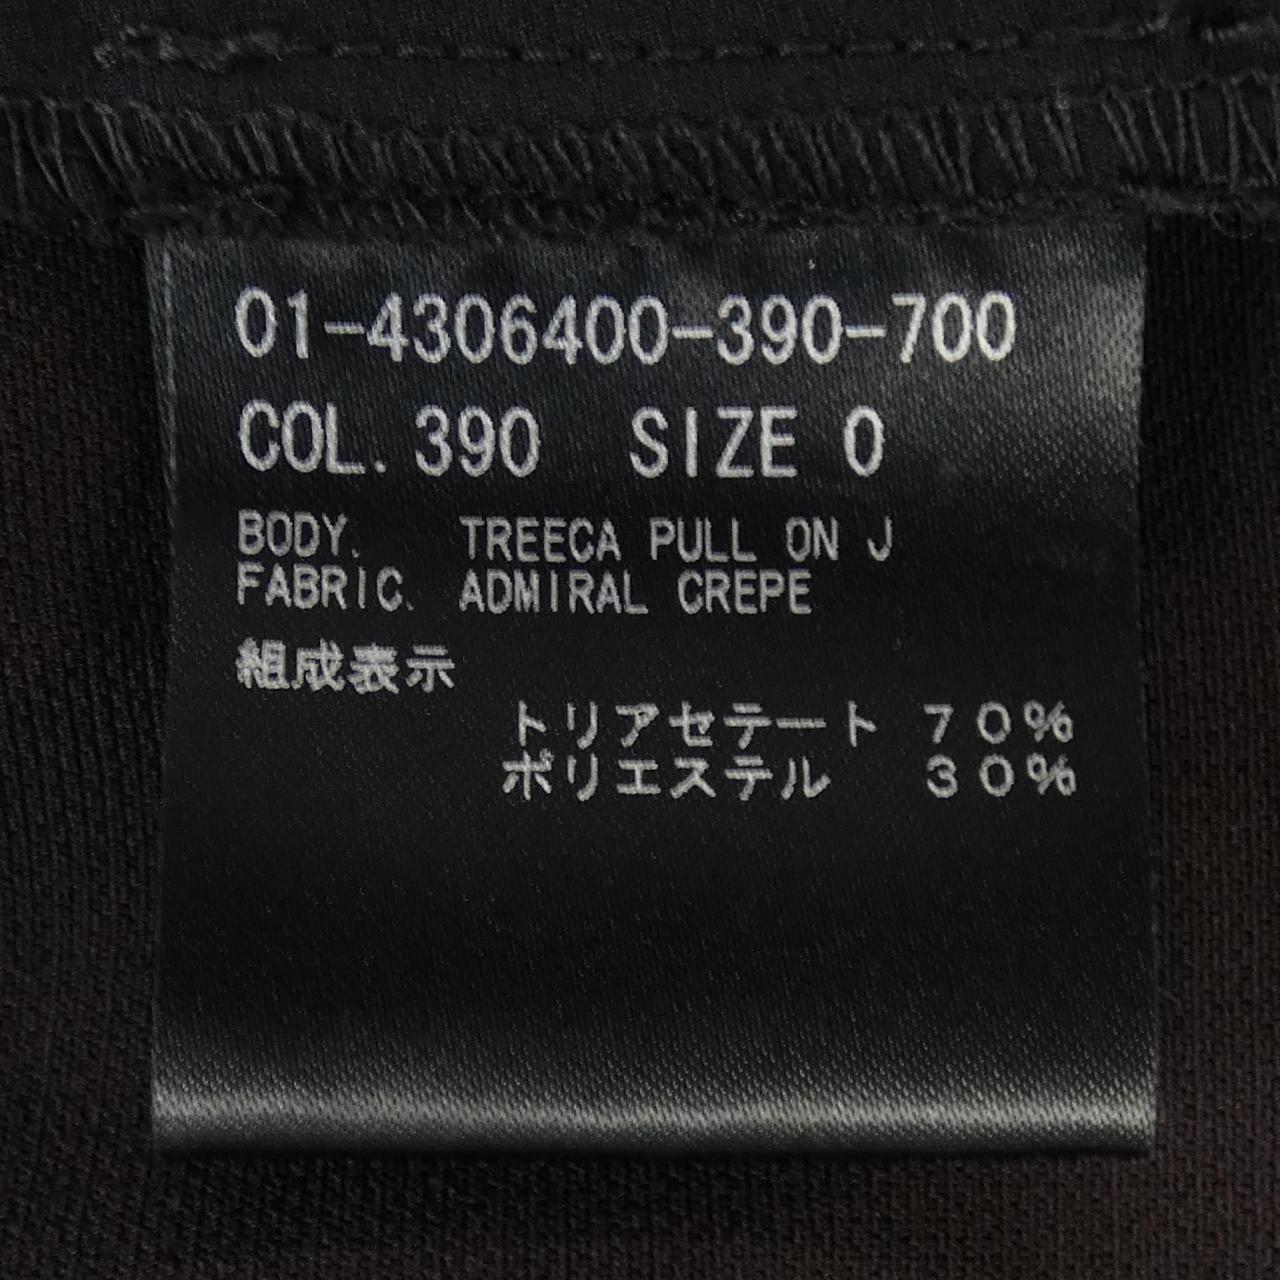 01-4306400-390-700
COL. 390 SIZE 0
BODY. TREECA PULL ON J
FABRIC. ADMIRAL CREPE
組成表示
トリアセテート 70%
ポリエステル 30%